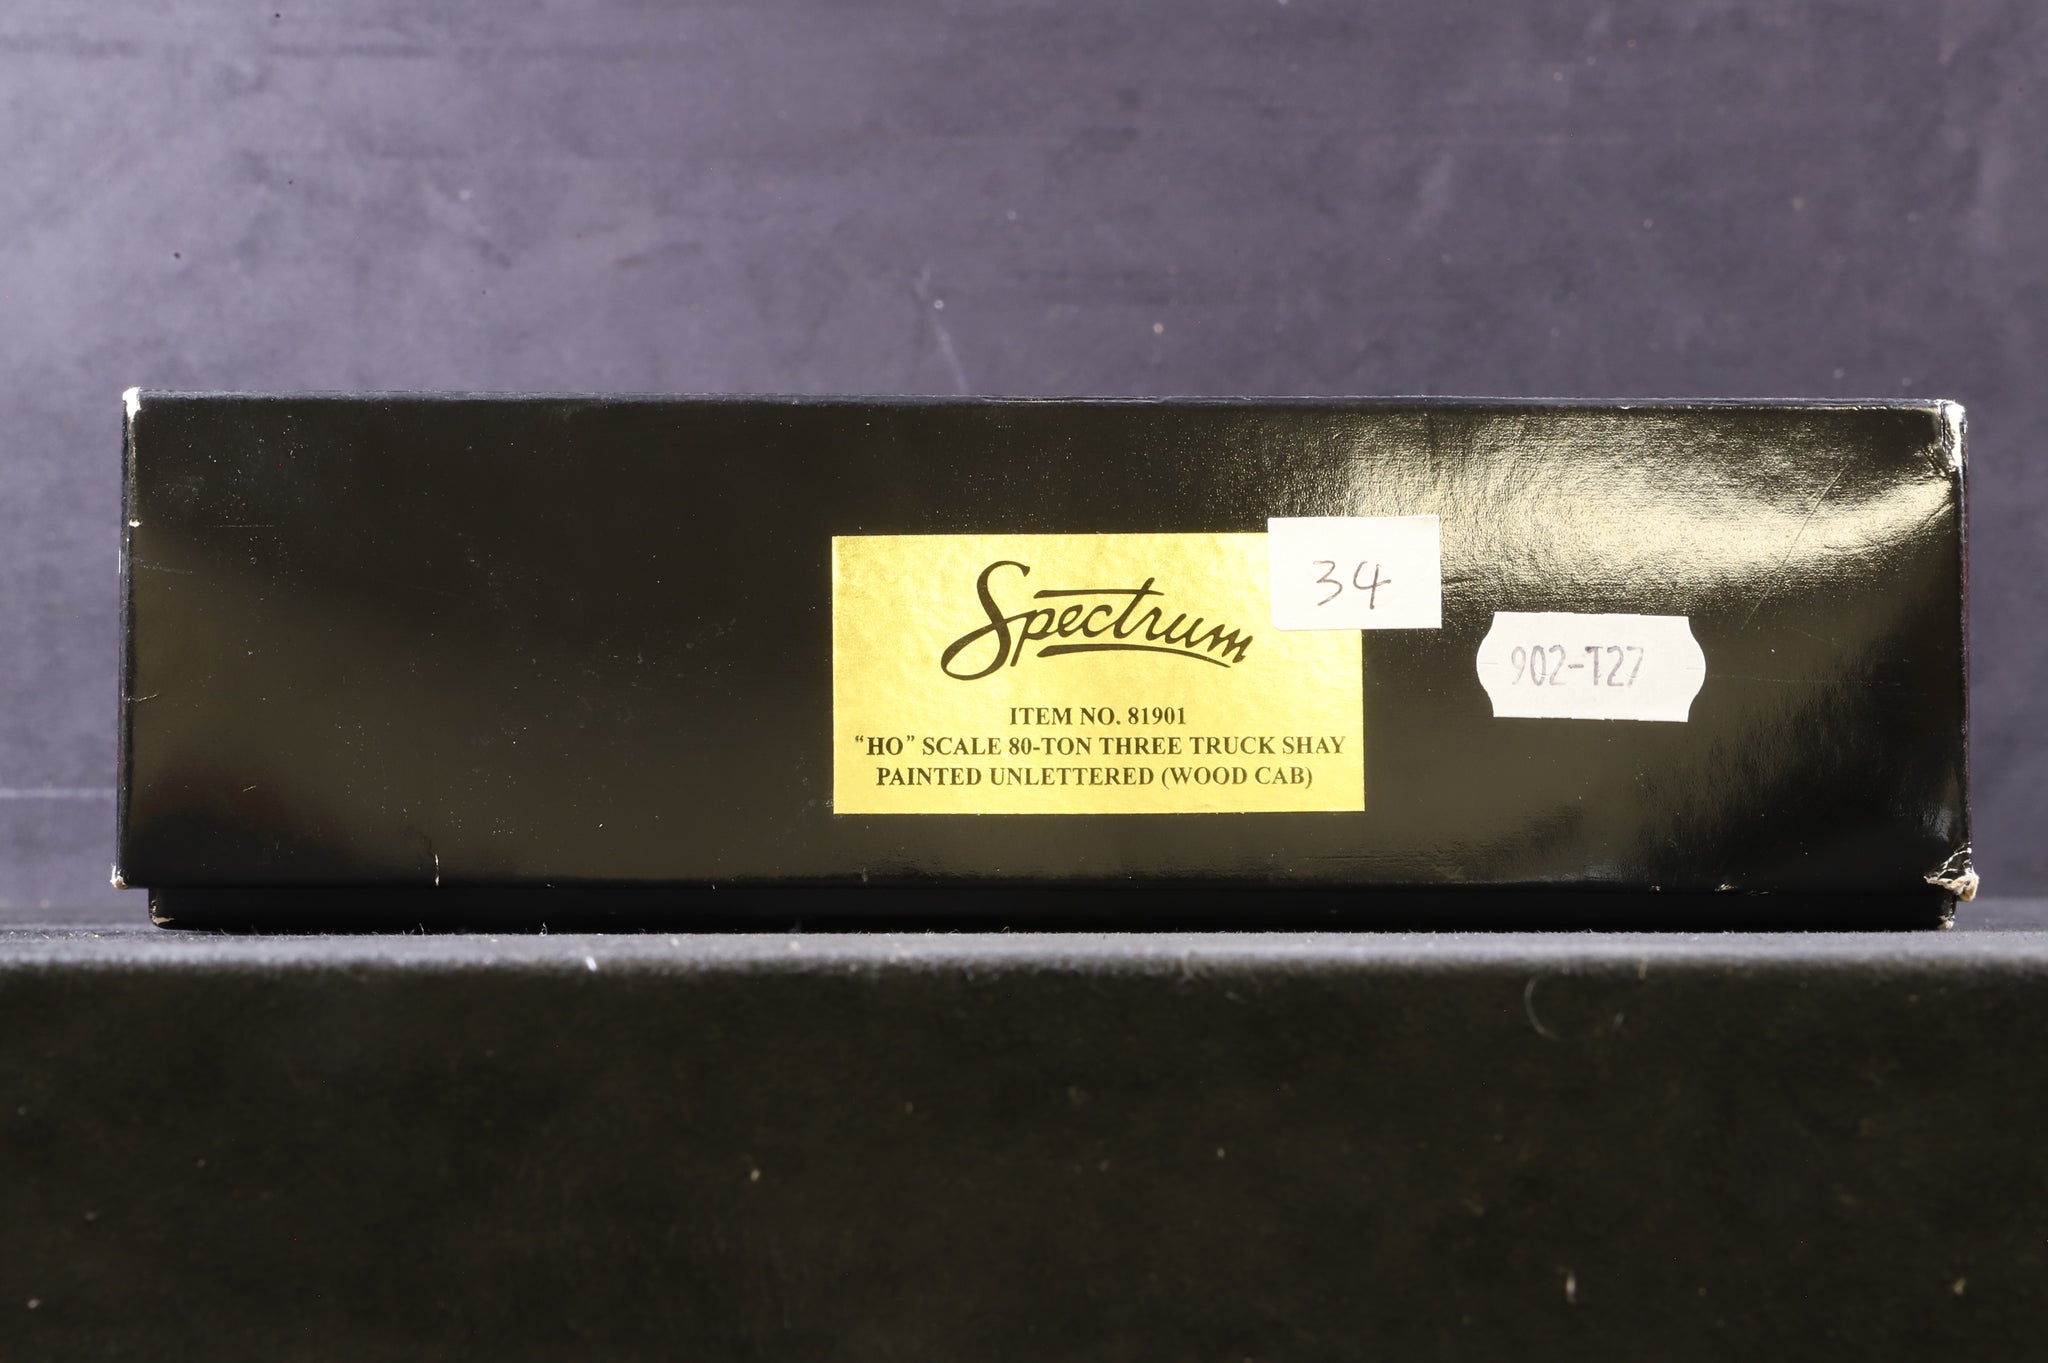 Spectrum
34
902-T27
ITEM NO. 81901
“HO” SCALE 80-TON THREE TRUCK SHAY
PAINTED UNLETTERED (WOOD CAB)